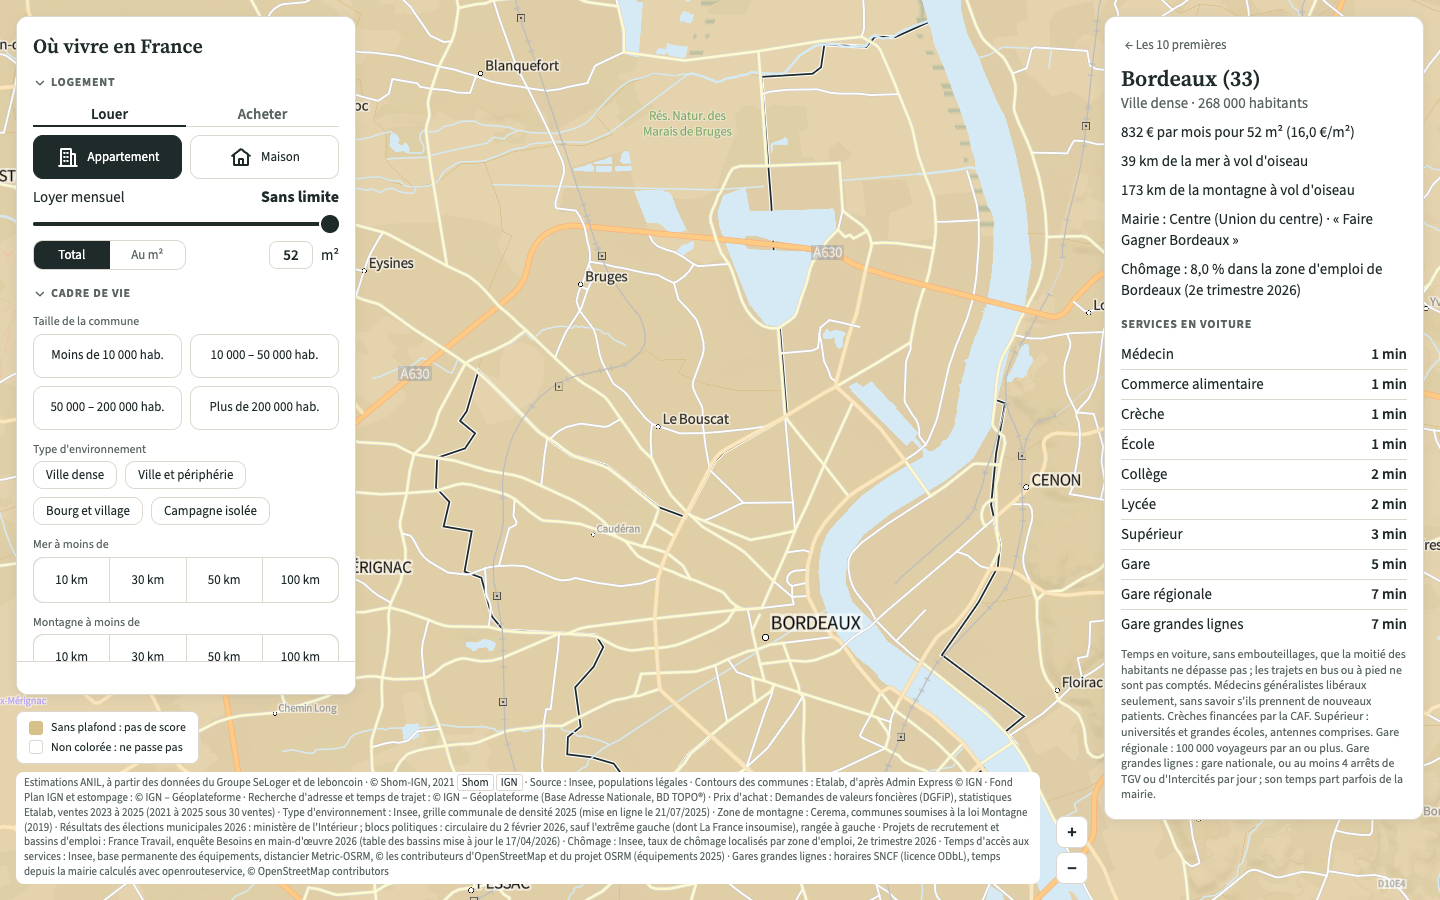 Où vivre en France
LOGEMENT
Louer
Acheter
Appartement
Maison
Loyer mensuel
Sans limite
Total
Au m²
52
m²
CADRE DE VIE
Taille de la commune
Moins de 10 000 hab.
10 000 – 50 000 hab.
50 000 – 200 000 hab.
Plus de 200 000 hab.
Type d'environnement
Ville dense
Ville et périphérie
Bourg et village
Campagne isolée
Mer à moins de
10 km
30 km
50 km
100 km
Montagne à moins de
10 km
30 km
50 km
100 km
Sans plafond : pas de score
Non colorée : ne passe pas
Blanquefort
Rés. Natur. des
Marais de Bruges
A630
Eysines
Bruges
A630
Le Bouscat
CENON
Caudéran
ÉRIGNAC
BORDEAUX
Floirac
x-Mérignac
Chemin Long
PESSAC
D10E4
← Les 10 premières
Bordeaux (33)
Ville dense · 268 000 habitants
832 € par mois pour 52 m² (16,0 €/m²)
39 km de la mer à vol d'oiseau
173 km de la montagne à vol d'oiseau
Mairie : Centre (Union du centre) · « Faire
Gagner Bordeaux »
Chômage : 8,0 % dans la zone d'emploi de
Bordeaux (2e trimestre 2026)
SERVICES EN VOITURE
Médecin 1 min
Commerce alimentaire 1 min
Crèche 1 min
École 1 min
Collège 2 min
Lycée 2 min
Supérieur 3 min
Gare 5 min
Gare régionale 7 min
Gare grandes lignes 7 min
Temps en voiture, sans embouteillages, que la moitié des
habitants ne dépasse pas ; les trajets en bus ou à pied ne
sont pas comptés. Médecins généralistes libéraux
seulement, sans savoir s'ils prennent de nouveaux
patients. Crèches financées par la CAF. Supérieur :
universités et grandes écoles, antennes comprises. Gare
régionale : 100 000 voyageurs par an ou plus. Gare
grandes lignes : gare nationale, ou au moins 4 arrêts de
TGV ou d'Intercités par jour ; son temps part parfois de la
mairie.
Estimations ANIL, à partir des données du Groupe SeLoger et de leboncoin · © Shom-IGN, 2021 Shom IGN · Source : Insee, populations légales · Contours des communes : Etalab, d'après Admin Express © IGN · Fond
Plan IGN et estompage : © IGN – Géoplateforme · Recherche d'adresse et temps de trajet : © IGN – Géoplateforme (Base Adresse Nationale, BD TOPO®) · Prix d'achat : Demandes de valeurs foncières (DGFiP), statistiques
Etalab, ventes 2023 à 2025 (2021 à 2025 sous 30 ventes) · Type d'environnement : Insee, grille communale de densité 2025 (mise en ligne le 21/07/2025) · Zone de montagne : Cerema, communes soumises à la loi Montagne
(2019) · Résultats des élections municipales 2026 : ministère de l'Intérieur ; blocs politiques : circulaire du 2 février 2026, sauf l'extrême gauche (dont La France insoumise), rangée à gauche · Projets de recrutement et
bassins d'emploi : France Travail, enquête Besoins en main-d'œuvre 2026 (table des bassins mise à jour le 17/04/2026) · Chômage : Insee, taux de chômage localisés par zone d'emploi, 2e trimestre 2026 · Temps d'accès aux
services : Insee, base permanente des équipements, distancier Metric-OSRM, © les contributeurs d'OpenStreetMap et du projet OSRM (équipements 2025) · Gares grandes lignes : horaires SNCF (licence ODbL), temps
depuis la mairie calculés avec openrouteservice, © OpenStreetMap contributors
+
−